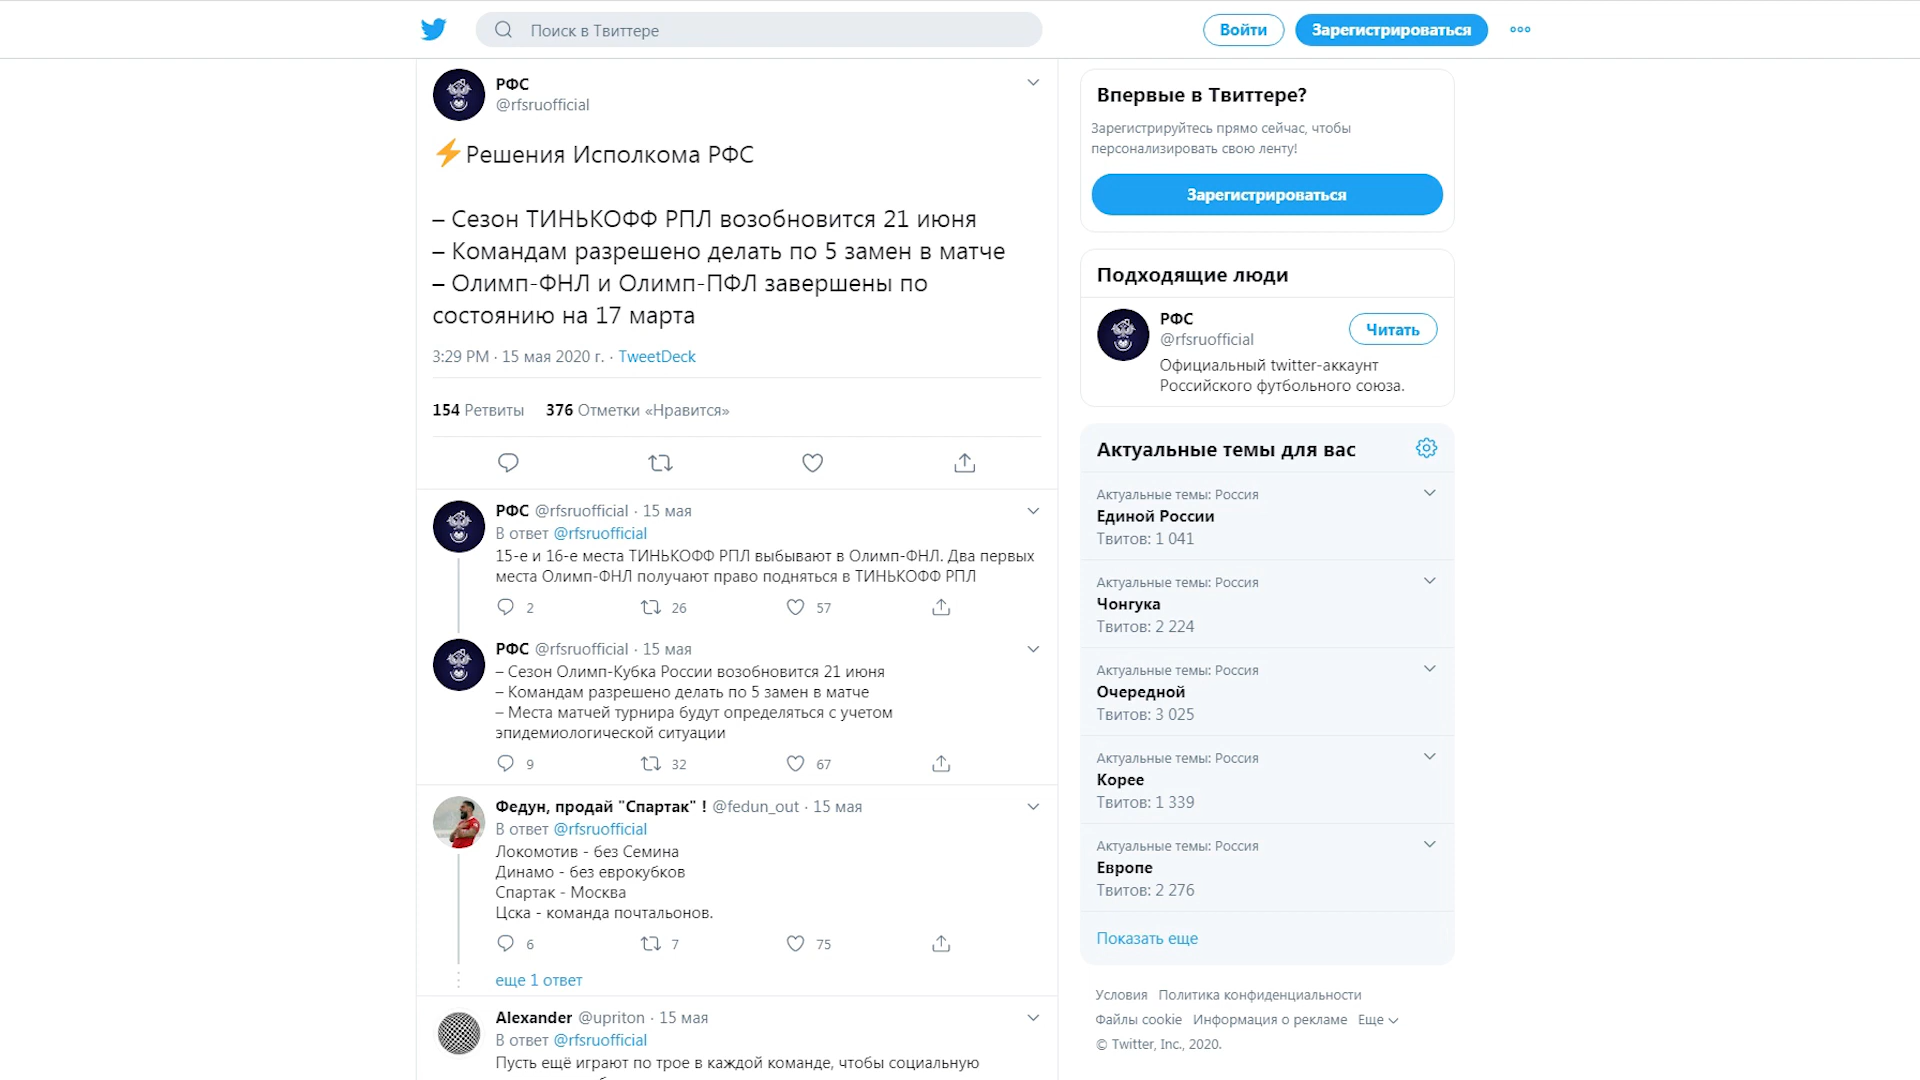 Поиск в Твиттере
Войти
Зарегистрироваться
РФС
@rfsruofficial
⚡Решения Исполкома РФС
– Сезон ТИНЬКОФФ РПЛ возобновится 21 июня
– Командам разрешено делать по 5 замен в матче
– Олимп-ФНЛ и Олимп-ПФЛ завершены по
состоянию на 17 марта
3:29 PM · 15 мая 2020 г. · TweetDeck
154 Ретвиты 376 Отметки «Нравится»
РФС @rfsruofficial · 15 мая
В ответ @rfsruofficial
15-е и 16-е места ТИНЬКОФФ РПЛ выбывают в Олимп-ФНЛ. Два первых
места Олимп-ФНЛ получают право подняться в ТИНЬКОФФ РПЛ
2 26 57
РФС @rfsruofficial · 15 мая
– Сезон Олимп-Кубка России возобновится 21 июня
– Командам разрешено делать по 5 замен в матче
– Места матчей турнира будут определяться с учетом
эпидемиологической ситуации
9 32 67
Федун, продай "Спартак" ! @fedun_out · 15 мая
В ответ @rfsruofficial
Локомотив - без Семина
Динамо - без еврокубков
Спартак - Москва
Цска - команда почтальонов.
6 7 75
еще 1 ответ
Alexander @upriton · 15 мая
В ответ @rfsruofficial
Пусть ещё играют по трое в каждой команде, чтобы социальную
Впервые в Твиттере?
Зарегистрируйтесь прямо сейчас, чтобы
персонализировать свою ленту!
Зарегистрироваться
Подходящие люди
РФС
@rfsruofficial
Читать
Официальный twitter-аккаунт
Российского футбольного союза.
Актуальные темы для вас
Актуальные темы: Россия
Единой России
Твитов: 1 041
Актуальные темы: Россия
Чонгука
Твитов: 2 224
Актуальные темы: Россия
Очередной
Твитов: 3 025
Актуальные темы: Россия
Корее
Твитов: 1 339
Актуальные темы: Россия
Европе
Твитов: 2 276
Показать еще
Условия Политика конфиденциальности
Файлы cookie Информация о рекламе Еще
© Twitter, Inc., 2020.